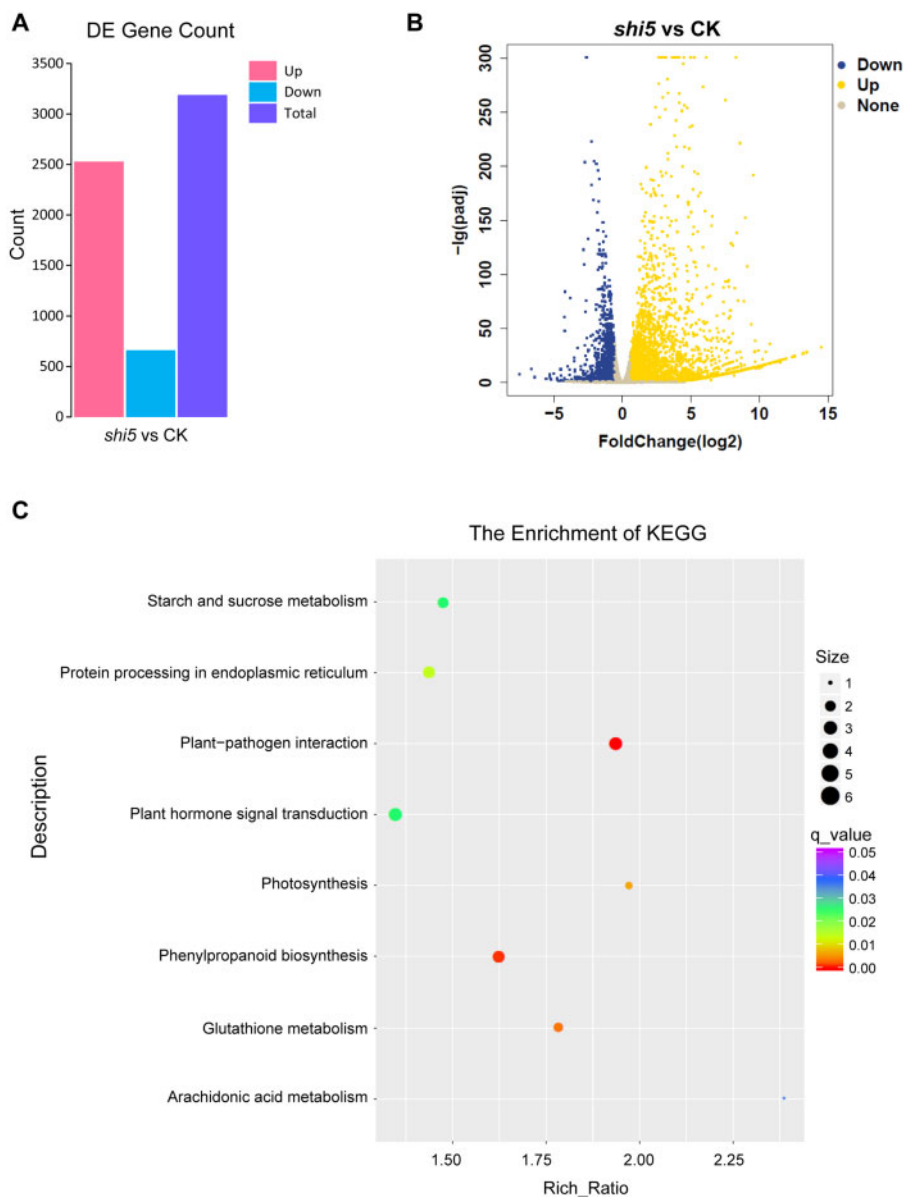 A
DE Gene Count
3500
3000
2500
2000
1500
1000
500
0
Count
shi5 vs CK
Up
Down
Total
B
shi5 vs CK
300
250
200
150
100
50
0
−lg(padj)
−5 0 5 10 15
FoldChange(log2)
Down
Up
None
C
The Enrichment of KEGG
Description
Starch and sucrose metabolism
Protein processing in endoplasmic reticulum
Plant−pathogen interaction
Plant hormone signal transduction
Photosynthesis
Phenylpropanoid biosynthesis
Glutathione metabolism
Arachidonic acid metabolism
1.50 1.75 2.00 2.25
Rich_Ratio
Size
1
2
3
4
5
6
q_value
0.05
0.04
0.03
0.02
0.01
0.00